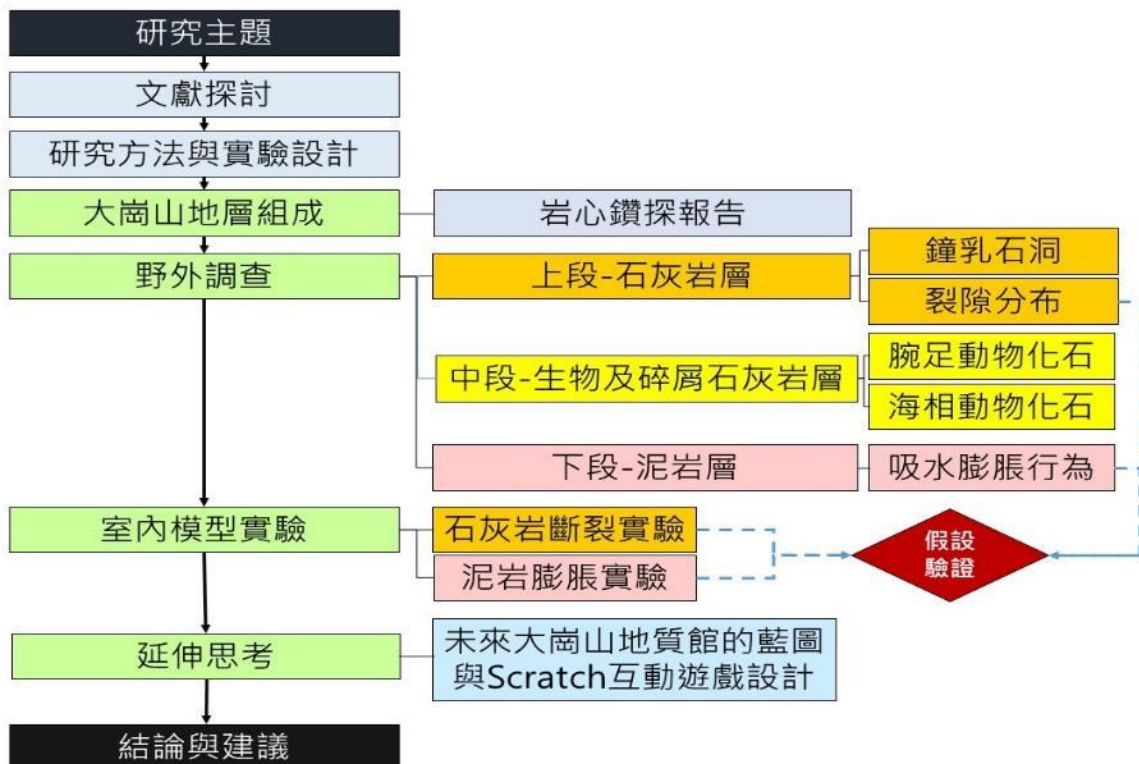 研究主題
文獻探討
研究方法與實驗設計
大崗山地層組成
岩心鑽探報告
野外調查
上段-石灰岩層
鐘乳石洞
裂隙分布
中段-生物及碎屑石灰岩層
腕足動物化石
海相動物化石
下段-泥岩層
吸水膨脹行為
室內模型實驗
石灰岩斷裂實驗
泥岩膨脹實驗
假設
驗證
延伸思考
未來大崗山地質館的藍圖
與Scratch互動遊戲設計
結論與建議